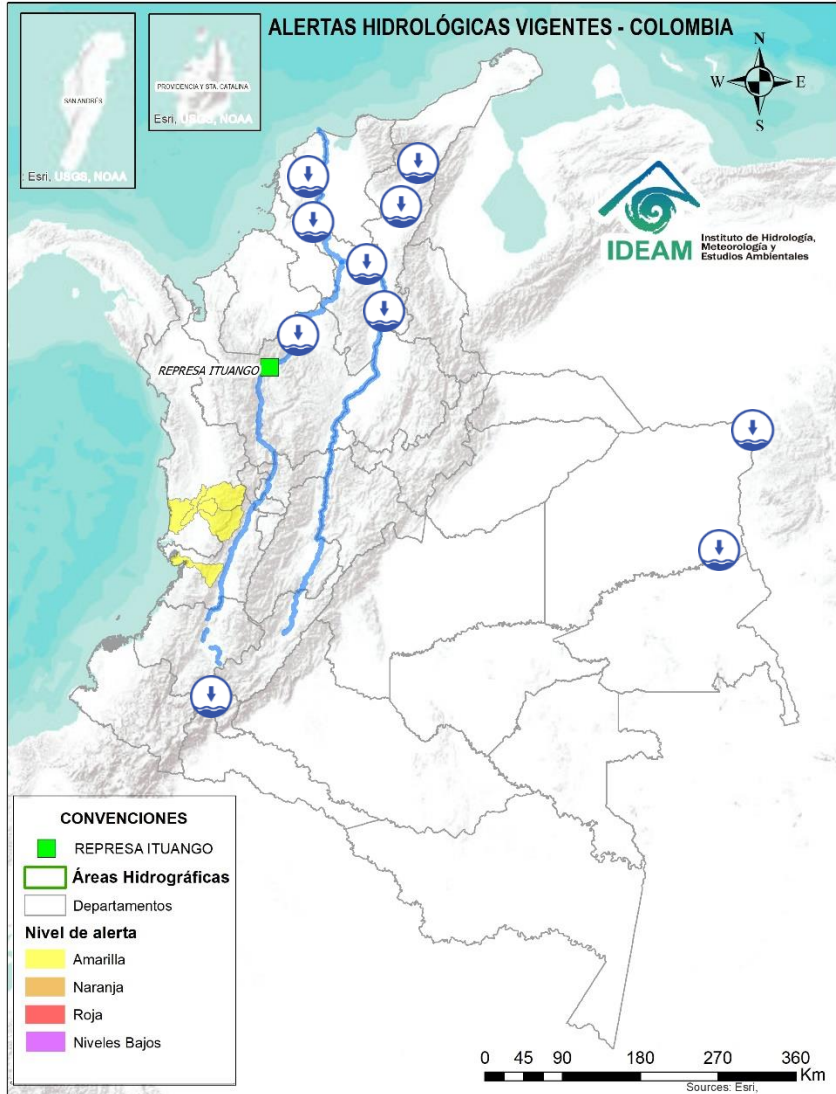 ALERTAS HIDROLÓGICAS VIGENTES - COLOMBIA
SAN ANDRÉS
Esri, USGS, NOAA
PROVIDENCIA Y STA. CATALINA
Esri, USGS, NOAA
N
W
E
S
IDEAM
Instituto de Hidrología,
Meteorología y
Estudios Ambientales
REPRESA ITUANGO
CONVENCIONES
REPRESA ITUANGO
Áreas Hidrográficas
Departamentos
Nivel de alerta
Amarilla
Naranja
Roja
Niveles Bajos
0 45 90 180 270 360
Km
Sources: Esri,